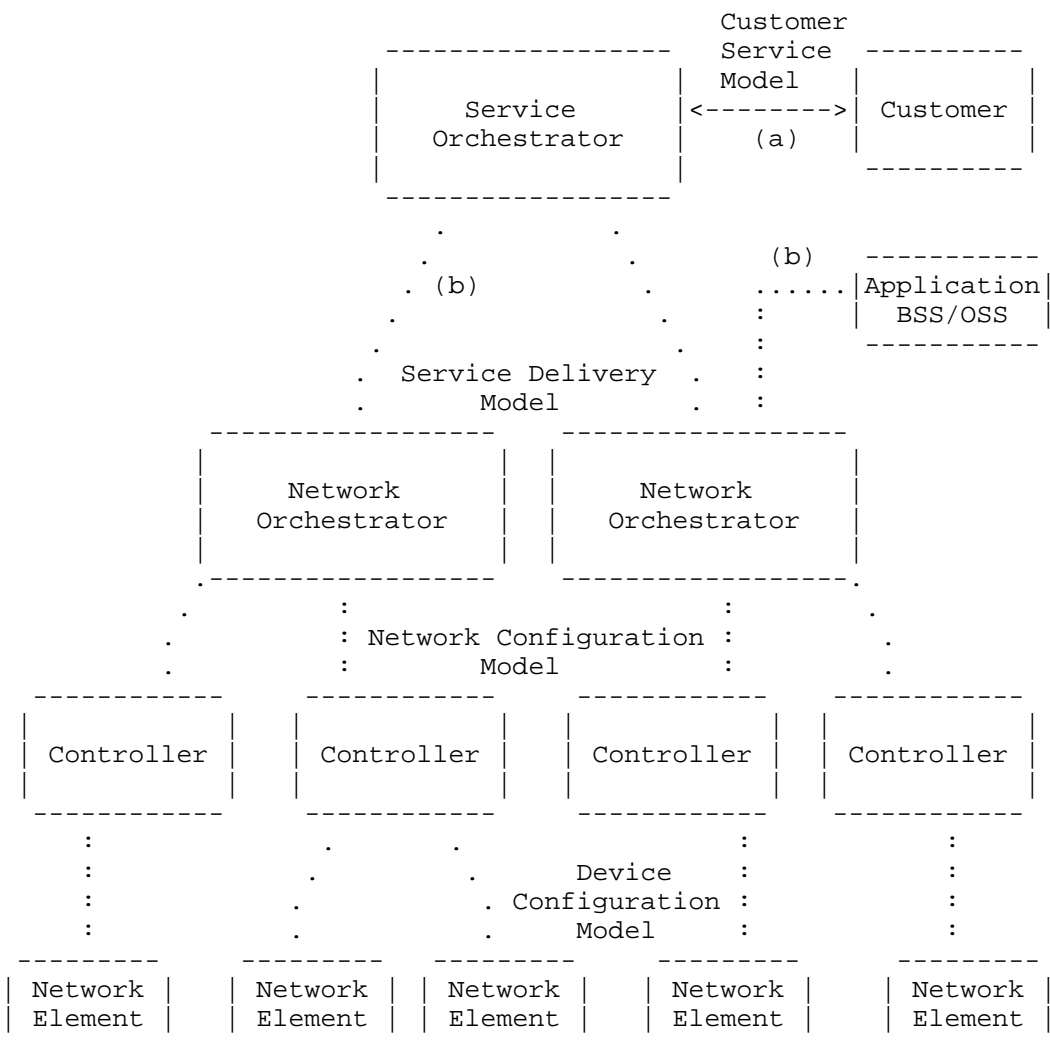 Customer
Service
Model
Service Customer
Orchestrator (a)
(b)
(b) Application
BSS/OSS
Service Delivery
Model
Network Network
Orchestrator Orchestrator
Network Configuration
Model
Controller Controller Controller Controller
Device
Configuration
Model
Network Network Network Network Network
Element Element Element Element Element